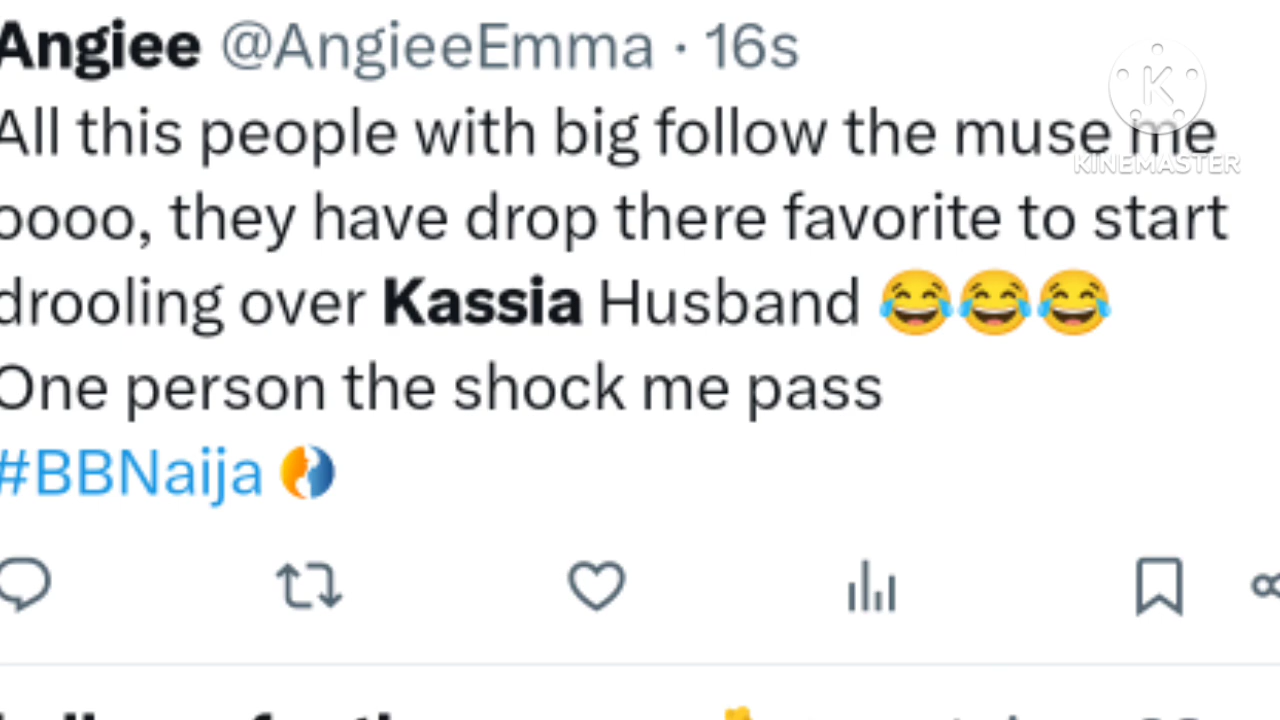 Angiee @AngieeEmma · 16s
All this people with big follow the muse me
oooo, they have drop there favorite to start
drooling over Kassia Husband 😂😂😂
One person the shock me pass
#BBNaija
K
KINEMASTER